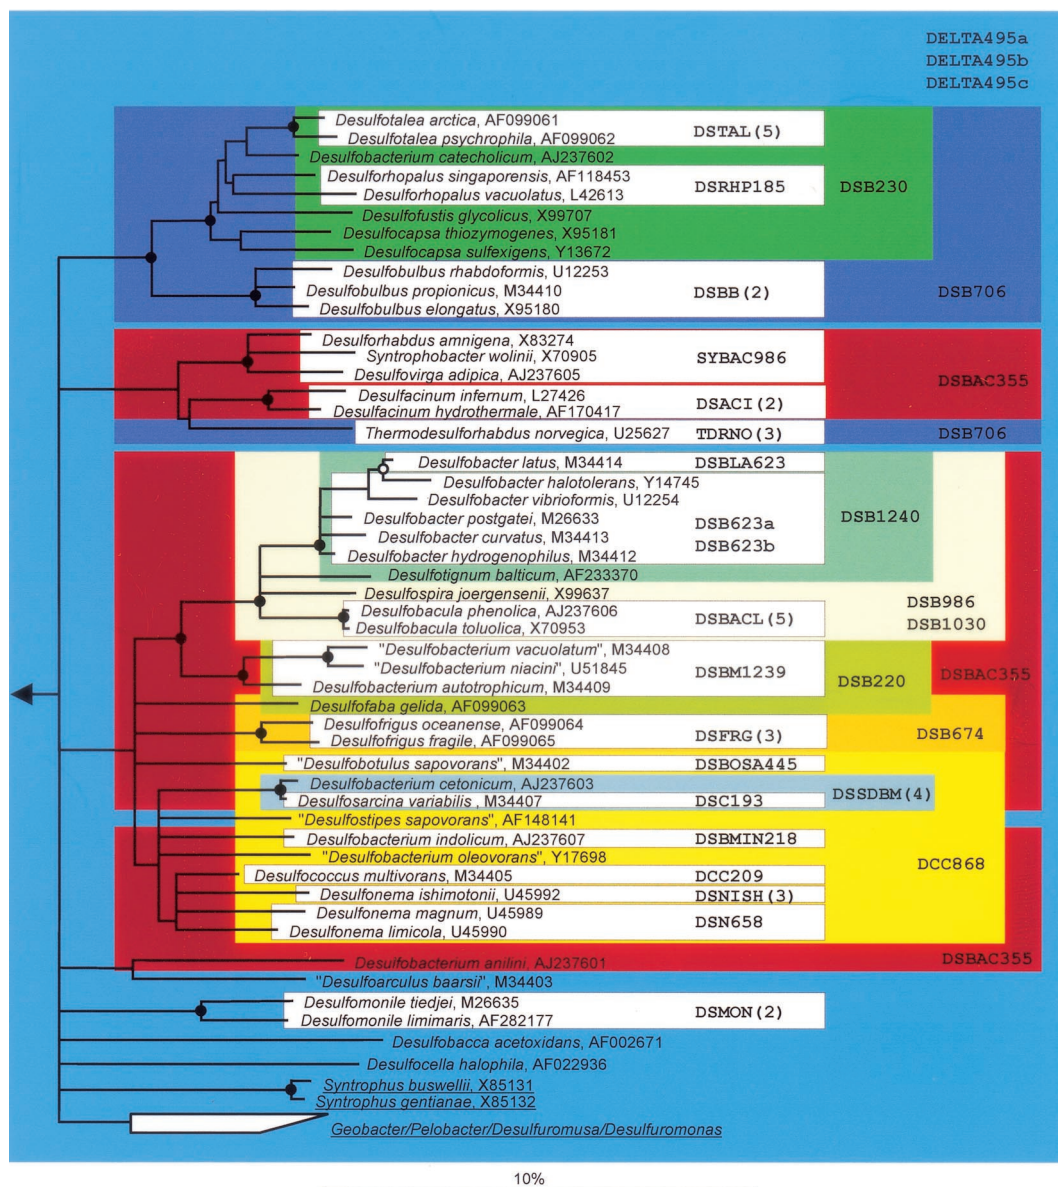 DELTA495a
DELTA495b
DELTA495c
Desulfotalea arctica, AF099061
DSTAL(5)
Desulfotalea psychrophila, AF099062
Desulfobacterium catecholicum, AJ237602
Desulforhopalus singaporensis, AF118453
DSRHP185
DSB230
Desulforhopalus vacuolatus, L42613
Desulfofustis glycolicus, X99707
Desulfocapsa thiozymogenes, X95181
Desulfocapsa sulfexigens, Y13672
Desulfobulbus rhabdoformis, U12253
Desulfobulbus propionicus, M34410
DSBB(2)
DSB706
Desulfobulbus elongatus, X95180
Desulforhabdus amnigena, X83274
Syntrophobacter wolinii, X70905
SYBAC986
Desulfovirga adipica, AJ237605
DSBAC355
Desulfacinum infernum, L27426
DSACI(2)
Desulfacinum hydrothermale, AF170417
Thermodesulforhabdus norvegica, U25627
TDRNO(3)
DSB706
Desulfobacter latus, M34414
DSBLA623
Desulfobacter halotolerans, Y14745
Desulfobacter vibrioformis, U12254
Desulfobacter postgatei, M26633
DSB623a
DSB1240
Desulfobacter curvatus, M34413
DSB623b
Desulfobacter hydrogenophilus, M34412
Desulfotignum balticum, AF233370
Desulfospira joergensenii, X99637
DSB986
Desulfobacula phenolica, AJ237606
DSBACL(5)
DSB1030
Desulfobacula toluolica, X70953
"Desulfobacterium vacuolatum", M34408
"Desulfobacterium niacini", U51845
DSBM1239
DSB220
DSBAC355
Desulfobacterium autotrophicum, M34409
Desulfofaba gelida, AF099063
Desulfofrigus oceanense, AF099064
DSFRG(3)
DSB674
Desulfofrigus fragile, AF099065
"Desulfobotulus sapovorans", M34402
DSBOSA445
Desulfobacterium cetonicum, AJ237603
DSSDBM(4)
Desulfosarcina variabilis , M34407
DSC193
"Desulfostipes sapovorans", AF148141
Desulfobacterium indolicum, AJ237607
DSBMIN218
"Desulfobacterium oleovorans", Y17698
DCC868
Desulfococcus multivorans, M34405
DCC209
Desulfonema ishimotonii, U45992
DSNISH(3)
Desulfonema magnum, U45989
DSN658
Desulfonema limicola, U45990
Desulfobacterium anilini, AJ237601
DSBAC355
"Desulfoarculus baarsii", M34403
Desulfomonile tiedjei, M26635
DSMON(2)
Desulfomonile limimaris, AF282177
Desulfobacca acetoxidans, AF002671
Desulfocella halophila, AF022936
Syntrophus buswellii, X85131
Syntrophus gentianae, X85132
Geobacter/Pelobacter/Desulfuromusa/Desulfuromonas
10%